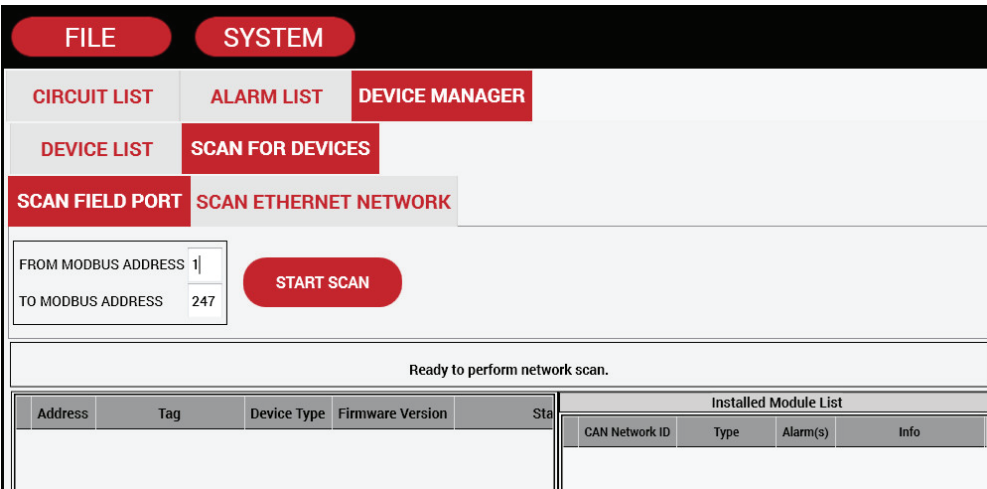 FILE SYSTEM
CIRCUIT LIST ALARM LIST DEVICE MANAGER
DEVICE LIST SCAN FOR DEVICES
SCAN FIELD PORT SCAN ETHERNET NETWORK
FROM MODBUS ADDRESS 1
START SCAN
TO MODBUS ADDRESS 247
Ready to perform network scan.
Installed Module List
Address Tag Device Type Firmware Version Sta
CAN Network ID Type Alarm(s) Info